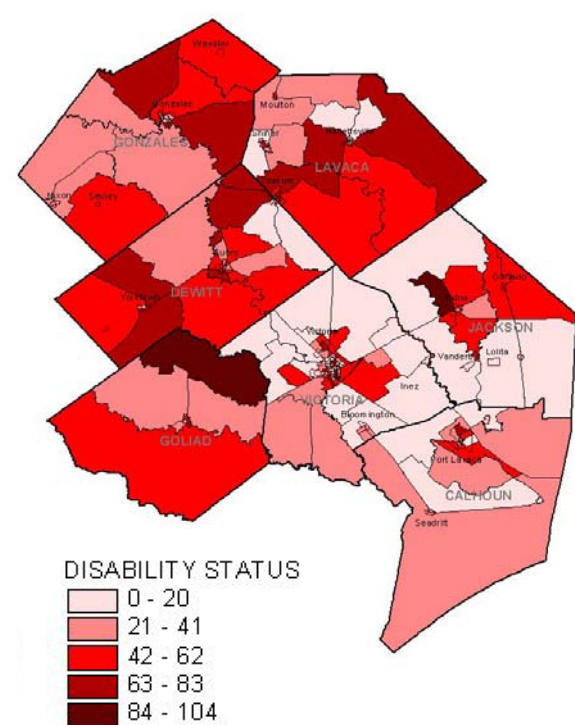 Waelder
Gonzales
GONZALES
Moulton
Shiner
Hallettsville
LAVACA
Nixon
Smiley
Yoakum
Cuero
Yorktown
DEWITT
Ganado
Edna
JACKSON
Vanderbilt
Lolita
Victoria
Inez
VICTORIA
Bloomington
GOLIAD
Port Lavaca
CALHOUN
Seadrift
DISABILITY STATUS
0 - 20
21 - 41
42 - 62
63 - 83
84 - 104